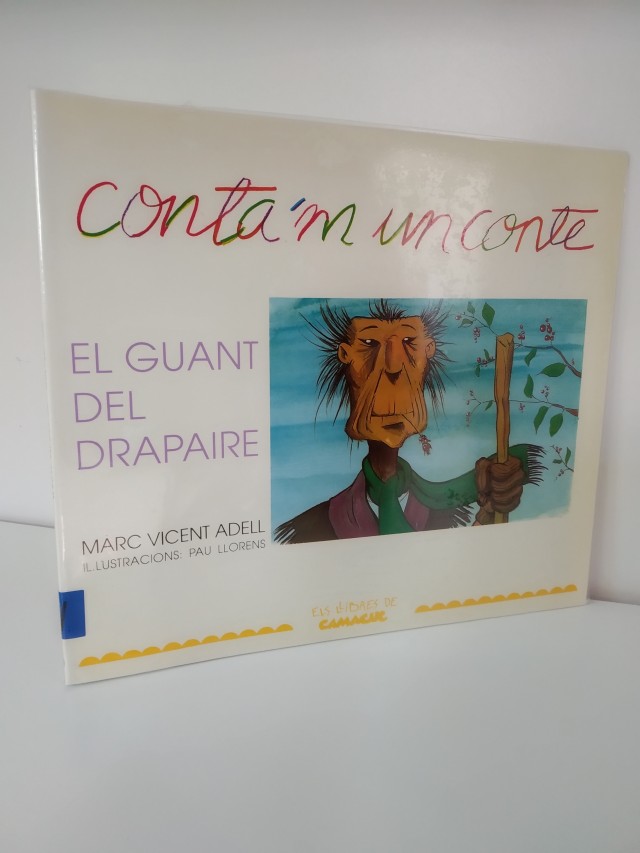 conta'm un conte
EL GUANT
DEL
DRAPAIRE
MARC VICENT ADELL
IL.LUSTRACIONS: PAU LLORENS
ELS LLIBRES DE
CAMACUC